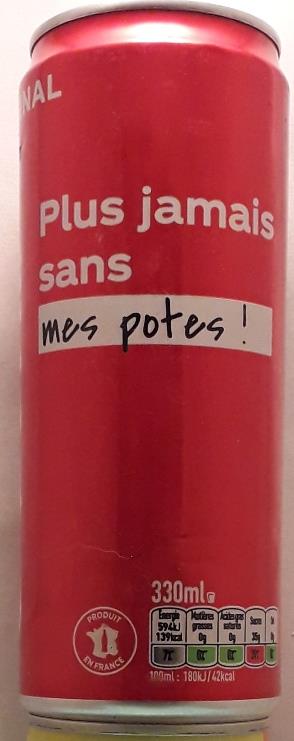 NAL
Plus jamais
sans
mes potes !
330ml e
Énergie Matières grasses Acides gras saturés Sucres
594kJ 139kcal 0g 0g 35g
7% 0% 0%
100ml : 180kJ/42kcal
PRODUIT
EN FRANCE